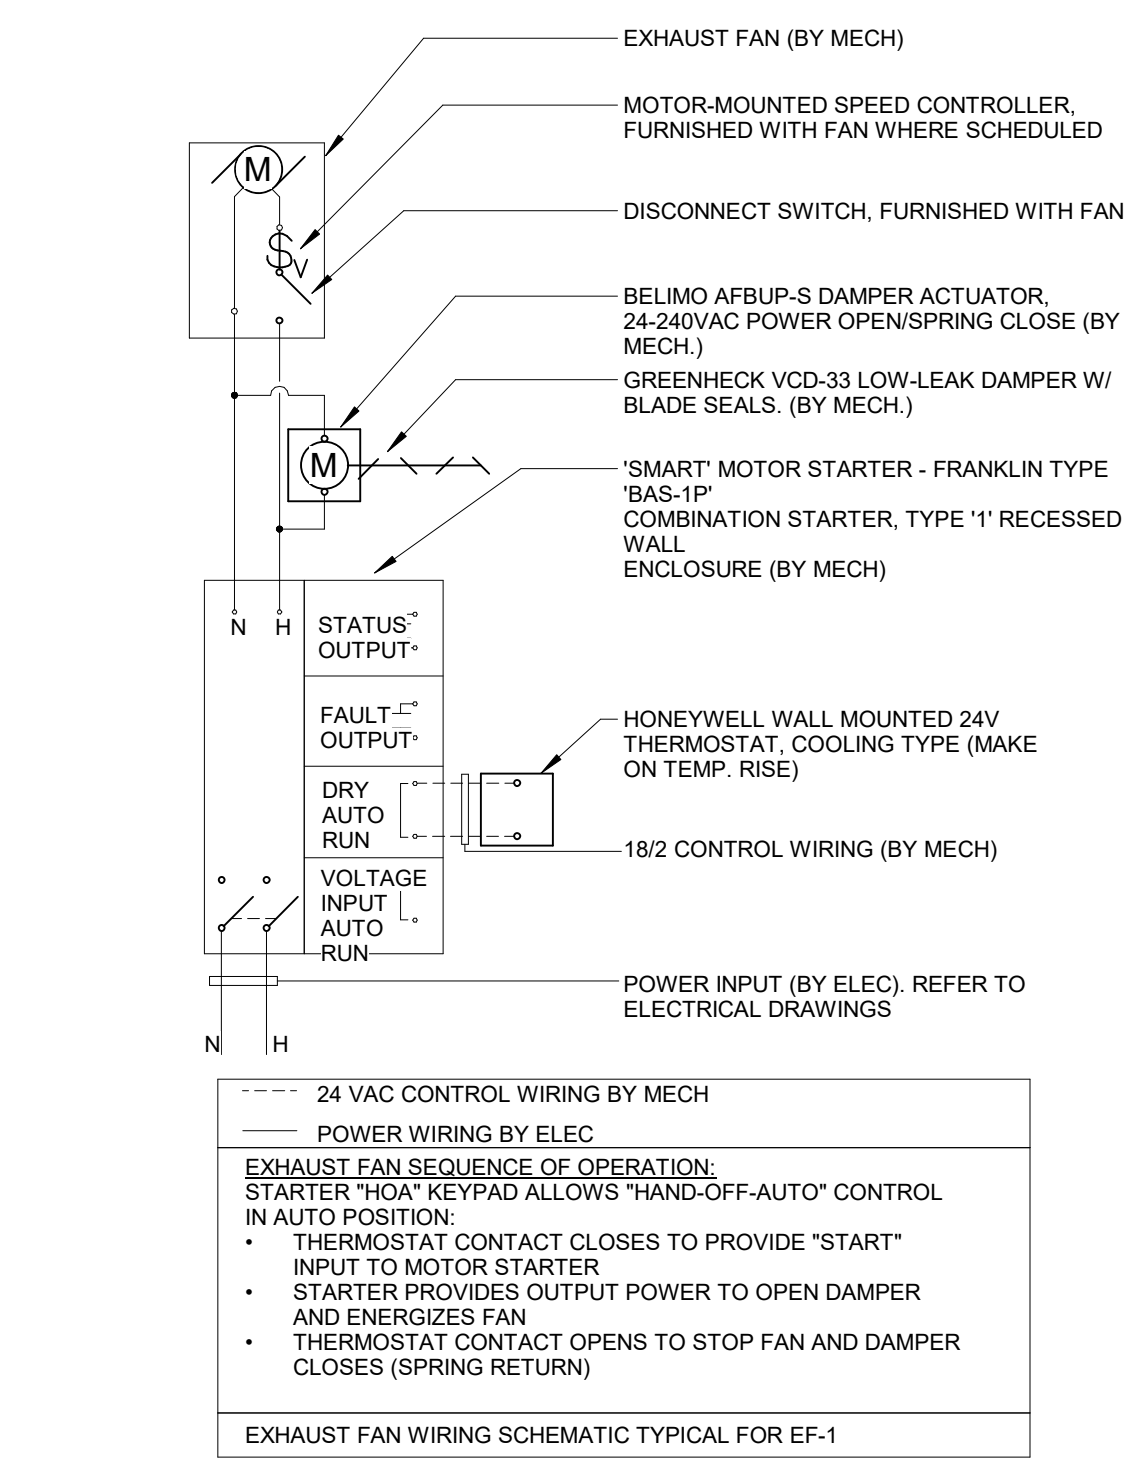 EXHAUST FAN (BY MECH)
MOTOR-MOUNTED SPEED CONTROLLER,
FURNISHED WITH FAN WHERE SCHEDULED
M
DISCONNECT SWITCH, FURNISHED WITH FAN
$V
BELIMO AFBUP-S DAMPER ACTUATOR,
24-240VAC POWER OPEN/SPRING CLOSE (BY
MECH.)
GREENHECK VCD-33 LOW-LEAK DAMPER W/
BLADE SEALS. (BY MECH.)
M
'SMART' MOTOR STARTER - FRANKLIN TYPE
'BAS-1P'
COMBINATION STARTER, TYPE '1' RECESSED
WALL
ENCLOSURE (BY MECH)
N H
STATUS
OUTPUT
FAULT
OUTPUT
HONEYWELL WALL MOUNTED 24V
THERMOSTAT, COOLING TYPE (MAKE
ON TEMP. RISE)
DRY
AUTO
RUN
18/2 CONTROL WIRING (BY MECH)
VOLTAGE
INPUT
AUTO
RUN
POWER INPUT (BY ELEC). REFER TO
ELECTRICAL DRAWINGS
N H
24 VAC CONTROL WIRING BY MECH
POWER WIRING BY ELEC
EXHAUST FAN SEQUENCE OF OPERATION:
STARTER "HOA" KEYPAD ALLOWS "HAND-OFF-AUTO" CONTROL
IN AUTO POSITION:
• THERMOSTAT CONTACT CLOSES TO PROVIDE "START"
INPUT TO MOTOR STARTER
• STARTER PROVIDES OUTPUT POWER TO OPEN DAMPER
AND ENERGIZES FAN
• THERMOSTAT CONTACT OPENS TO STOP FAN AND DAMPER
CLOSES (SPRING RETURN)
EXHAUST FAN WIRING SCHEMATIC TYPICAL FOR EF-1